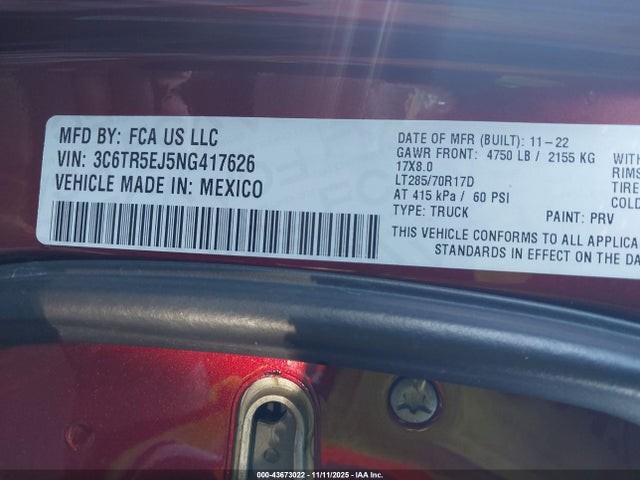 MFD BY: FCA US LLC
VIN: 3C6TR5EJ5NG417626
VEHICLE MADE IN: MEXICO
DATE OF MFR (BUILT): 11-22
GAWR FRONT: 4750 LB / 2155 KG
17X8.0
LT285/70R17D
AT 415 kPa / 60 PSI
TYPE: TRUCK PAINT: PRV
THIS VEHICLE CONFORMS TO ALL APPLICA
STANDARDS IN EFFECT ON THE DA
WITH
RIMS
TIRE
COLD
000-43673022 - 11/11/2025 - IAA Inc.